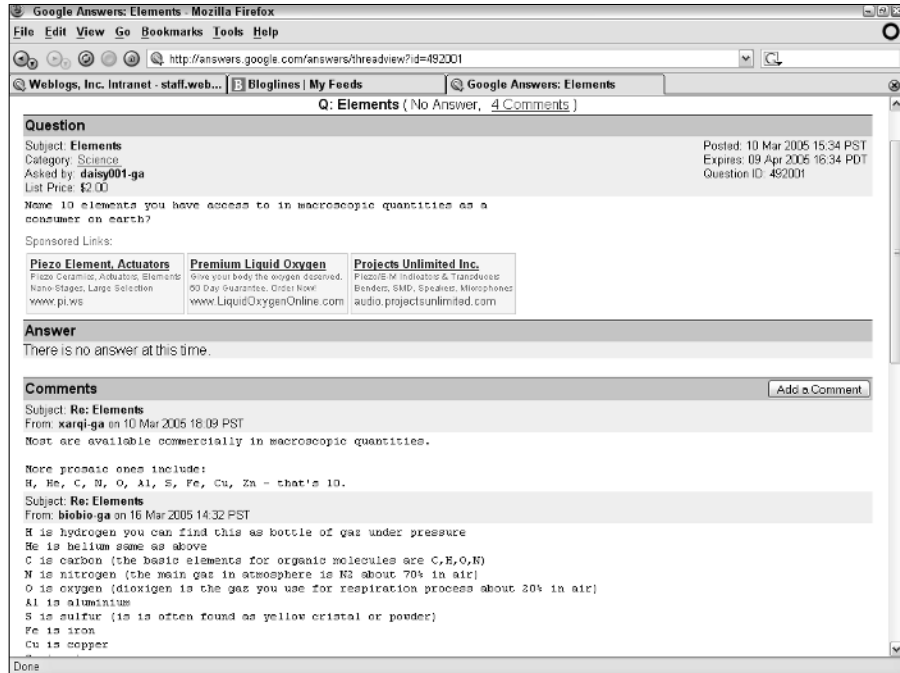 Google Answers: Elements - Mozilla Firefox
File Edit View Go Bookmarks Tools Help
http://answers.google.com/answers/threadview?id=492001
Weblogs, Inc. Intranet - staff.web... Bloglines | My Feeds Google Answers: Elements
Q: Elements ( No Answer, 4 Comments )
Question
Subject: Elements
Category: Science
Asked by: daisy001-ga
List Price: $2.00
Posted: 10 Mar 2005 15:34 PST
Expires: 09 Apr 2005 16:34 PDT
Question ID: 492001
Name 10 elements you have access to in macroscopic quantities as a
consumer on earth?
Sponsored Links:
Piezo Element, Actuators
Piezo Ceramics, Actuators, Elements
Nano-Stages, Large Selection
www.pi.ws
Premium Liquid Oxygen
Give your body the oxygen deserved.
60 Day Guarantee. Order Now!
www.LiquidOxygenOnline.com
Projects Unlimited Inc.
Piezo/E-M Indicators & Transducers
Benders, SMD, Speakers, Microphones
audio.projectsunlimited.com
Answer
There is no answer at this time.
Comments
Add a Comment
Subject: Re: Elements
From: xarqi-ga on 10 Mar 2005 18:09 PST
Most are available commercially in macroscopic quantities.
More prosaic ones include:
H, He, C, N, O, Al, S, Fe, Cu, Zn - that's 10.
Subject: Re: Elements
From: biobio-ga on 16 Mar 2005 14:32 PST
H is hydrogen you can find this as bottle of gaz under pressure
He is helium same as above
C is carbon (the basic elements for organic molecules are C,H,O,N)
N is nitrogen (the main gaz in atmosphere is N2 about 70% in air)
O is oxygen (dioxigen is the gaz you use for respiration process about 20% in air)
Al is aluminium
S is sulfur (is is often found as yellow cristal or powder)
Fe is iron
Cu is copper
Done